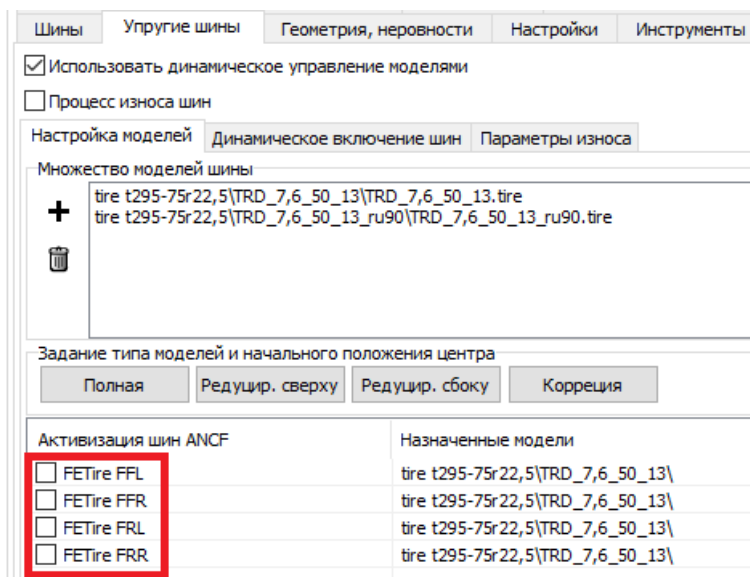 Шины Упругие шины Геометрия, неровности Настройки Инструменты
Использовать динамическое управление моделями
Процесс износа шин
Настройка моделей Динамическое включение шин Параметры износа
Множество моделей шины
tire t295-75r22,5\TRD_7,6_50_13\TRD_7,6_50_13.tire
tire t295-75r22,5\TRD_7,6_50_13_ru90\TRD_7,6_50_13_ru90.tire
Задание типа моделей и начального положения центра
Полная Редуцир. сверху Редуцир. сбоку Корреция
Активизация шин ANCF Назначенные модели
FETire FFL tire t295-75r22,5\TRD_7,6_50_13\
FETire FFR tire t295-75r22,5\TRD_7,6_50_13\
FETire FRL tire t295-75r22,5\TRD_7,6_50_13\
FETire FRR tire t295-75r22,5\TRD_7,6_50_13\